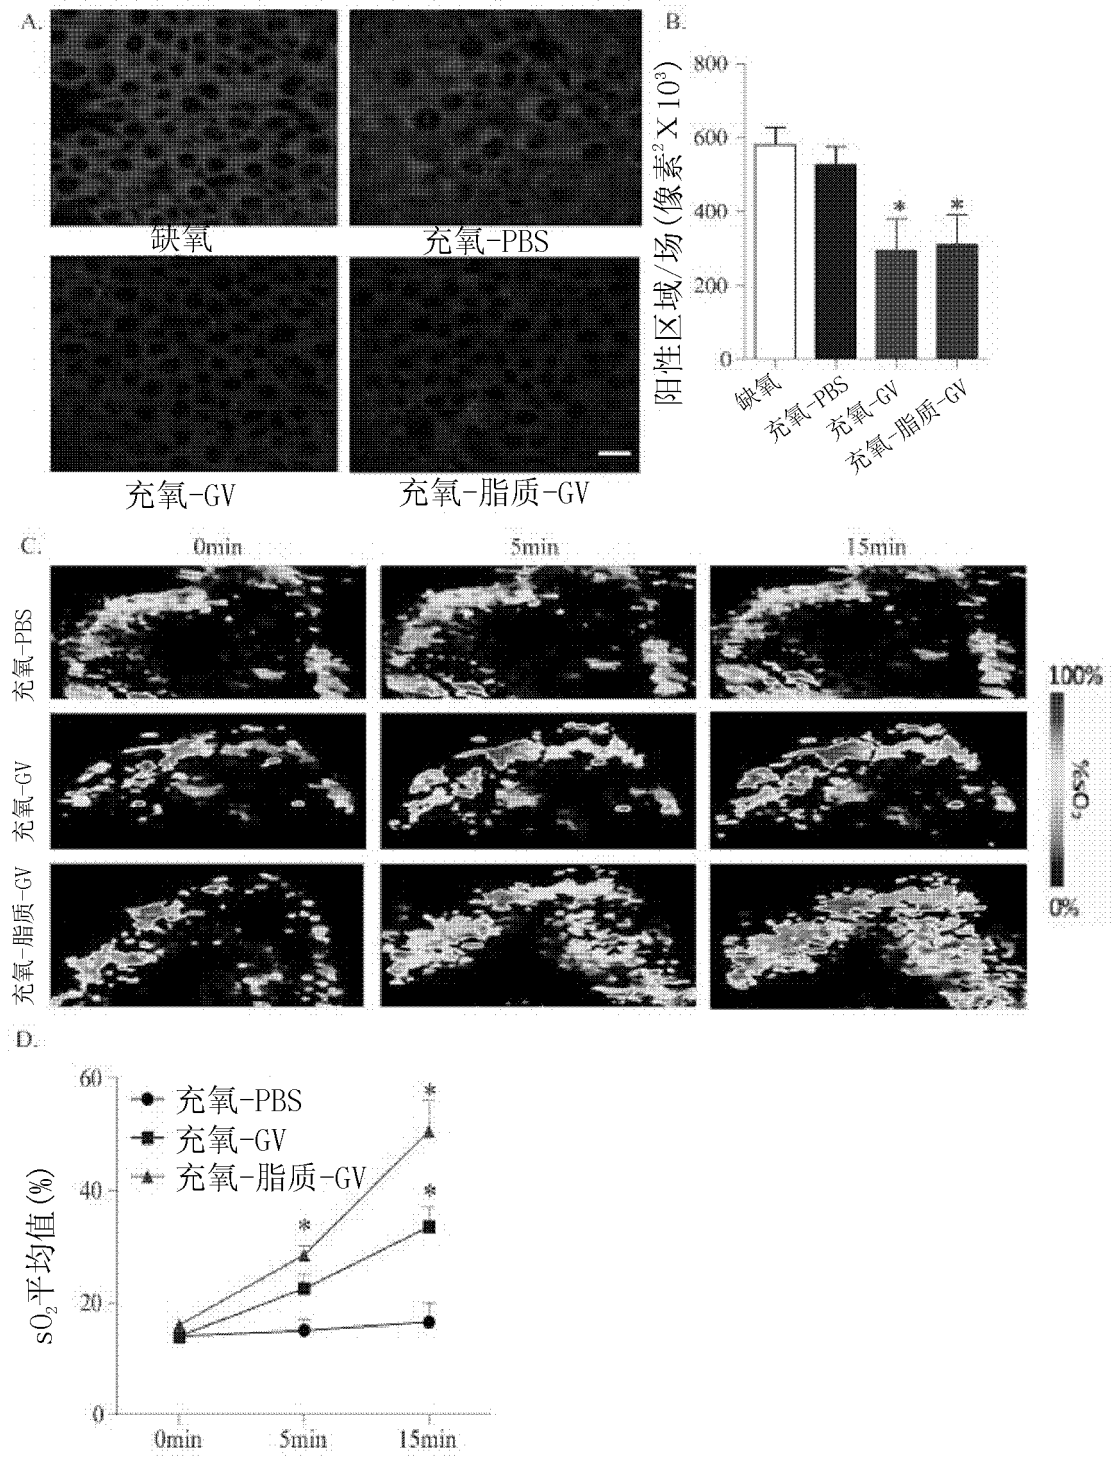 A.
缺氧
充氧-PBS
充氧-GV
充氧-脂质-GV
B.
阳性区域/场(像素² X 10³)
800
600
400
200
0
*
*
缺氧
充氧-PBS
充氧-GV
充氧-脂质-GV
C.
0min
5min
15min
充氧-PBS
充氧-GV
充氧-脂质-GV
100%
%sO₂
0%
D.
sO₂平均值(%)
60
40
20
0
充氧-PBS
充氧-GV
充氧-脂质-GV
*
*
*
0min
5min
15min